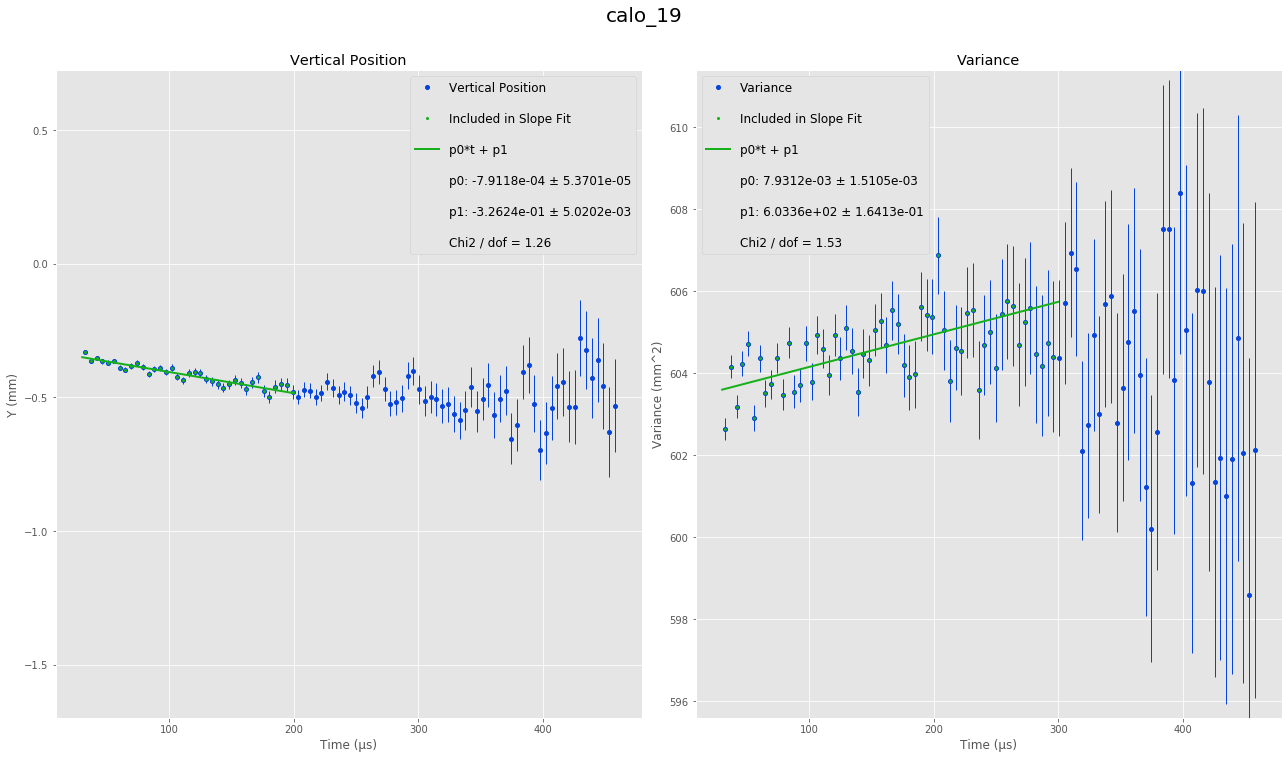 calo_19
Vertical Position
Vertical Position
Included in Slope Fit
p0*t + p1
p0: -7.9118e-04 ± 5.3701e-05
p1: -3.2624e-01 ± 5.0202e-03
Chi2 / dof = 1.26
0.5
0.0
−0.5
−1.0
−1.5
Y (mm)
100
200
300
400
Time (μs)
Variance
Variance
Included in Slope Fit
p0*t + p1
p0: 7.9312e-03 ± 1.5105e-03
p1: 6.0336e+02 ± 1.6413e-01
Chi2 / dof = 1.53
610
608
606
604
602
600
598
596
Variance (mm^2)
100
200
300
400
Time (μs)